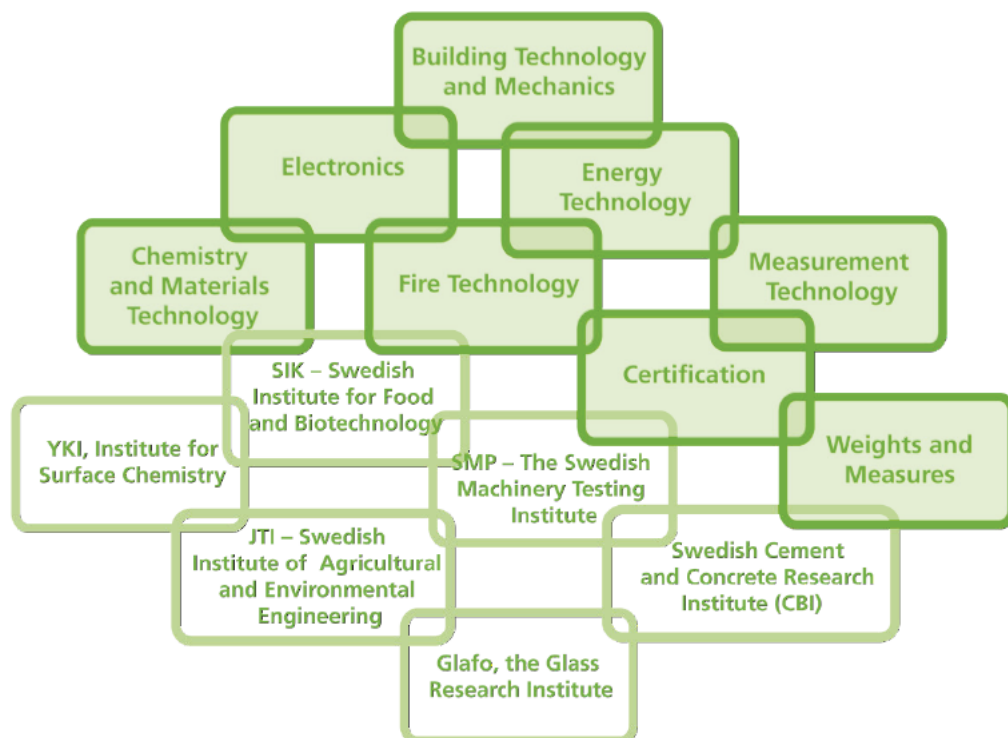 Building Technology
and Mechanics
Electronics
Energy
Technology
Chemistry
and Materials
Technology
Fire Technology
Measurement
Technology
SIK – Swedish
Institute for Food
and Biotechnology
Certification
YKI, Institute for
Surface Chemistry
SMP – The Swedish
Machinery Testing
Institute
Weights and
Measures
JTI – Swedish
Institute of Agricultural
and Environmental
Engineering
Swedish Cement
and Concrete Research
Institute (CBI)
Glafo, the Glass
Research Institute